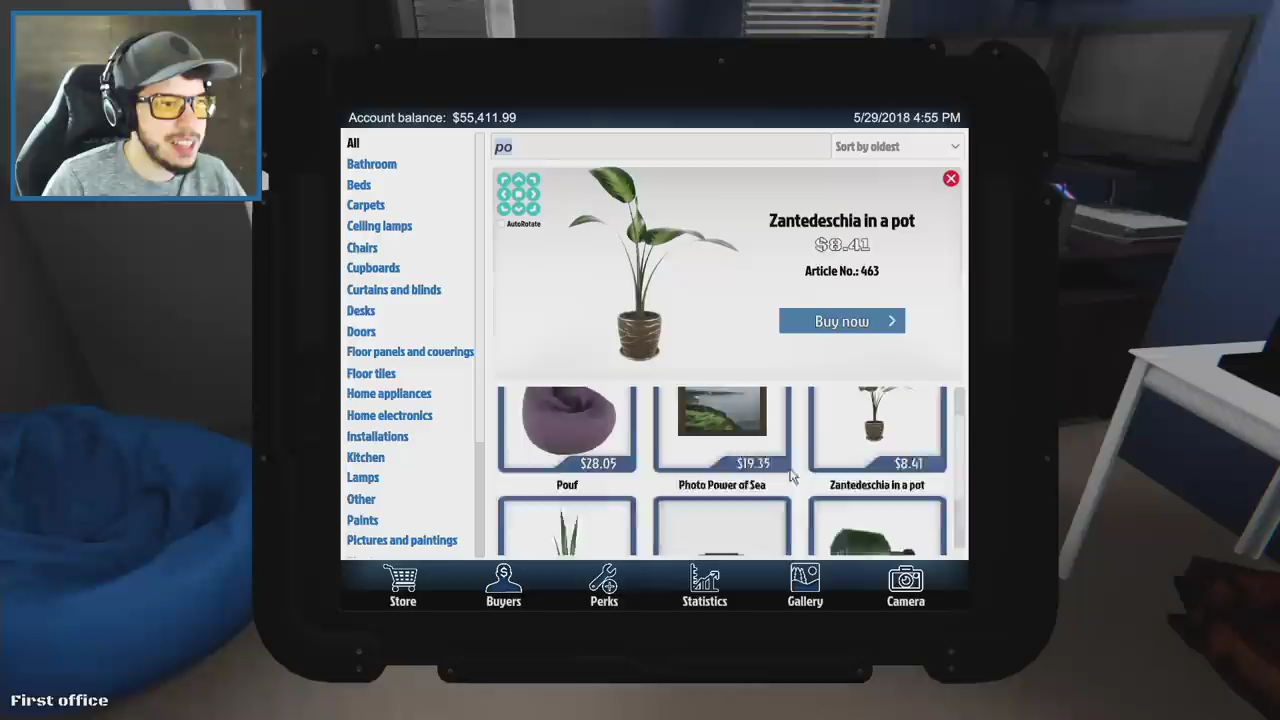 Account balance: $55,411.99
5/29/2018 4:55 PM
All
Bathroom
Beds
Carpets
Ceiling lamps
Chairs
Cupboards
Curtains and blinds
Desks
Doors
Floor panels and coverings
Floor tiles
Home appliances
Home electronics
Installations
Kitchen
Lamps
Other
Paints
Pictures and paintings
po
Sort by oldest
AutoRotate
Zantedeschia in a pot
$8.41
Article No.: 463
Buy now
$28.05
$19.35
$8.41
Pouf
Photo Power of Sea
Zantedeschia in a pot
Store
Buyers
Perks
Statistics
Gallery
Camera
First office